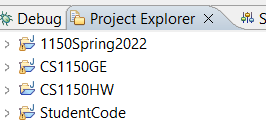 Debug Project Explorer S
1150Spring2022
CS1150GE
CS1150HW
StudentCode